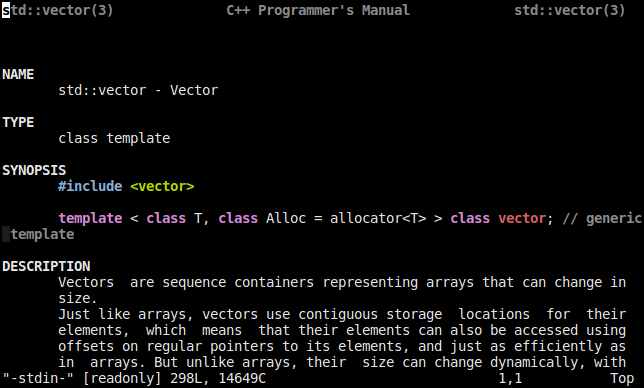 std::vector(3) C++ Programmer's Manual std::vector(3)
NAME
std::vector - Vector
TYPE
class template
SYNOPSIS
#include <vector>
template < class T, class Alloc = allocator<T> > class vector; // generic
template
DESCRIPTION
Vectors  are sequence containers representing arrays that can change in
size.
Just like arrays, vectors use contiguous storage  locations  for  their
elements,  which  means  that their elements can also be accessed using
offsets on regular pointers to its elements, and just as efficiently as
in  arrays. But unlike arrays, their  size can change dynamically, with
"-stdin-" [readonly] 298L, 14649C 1,1 Top